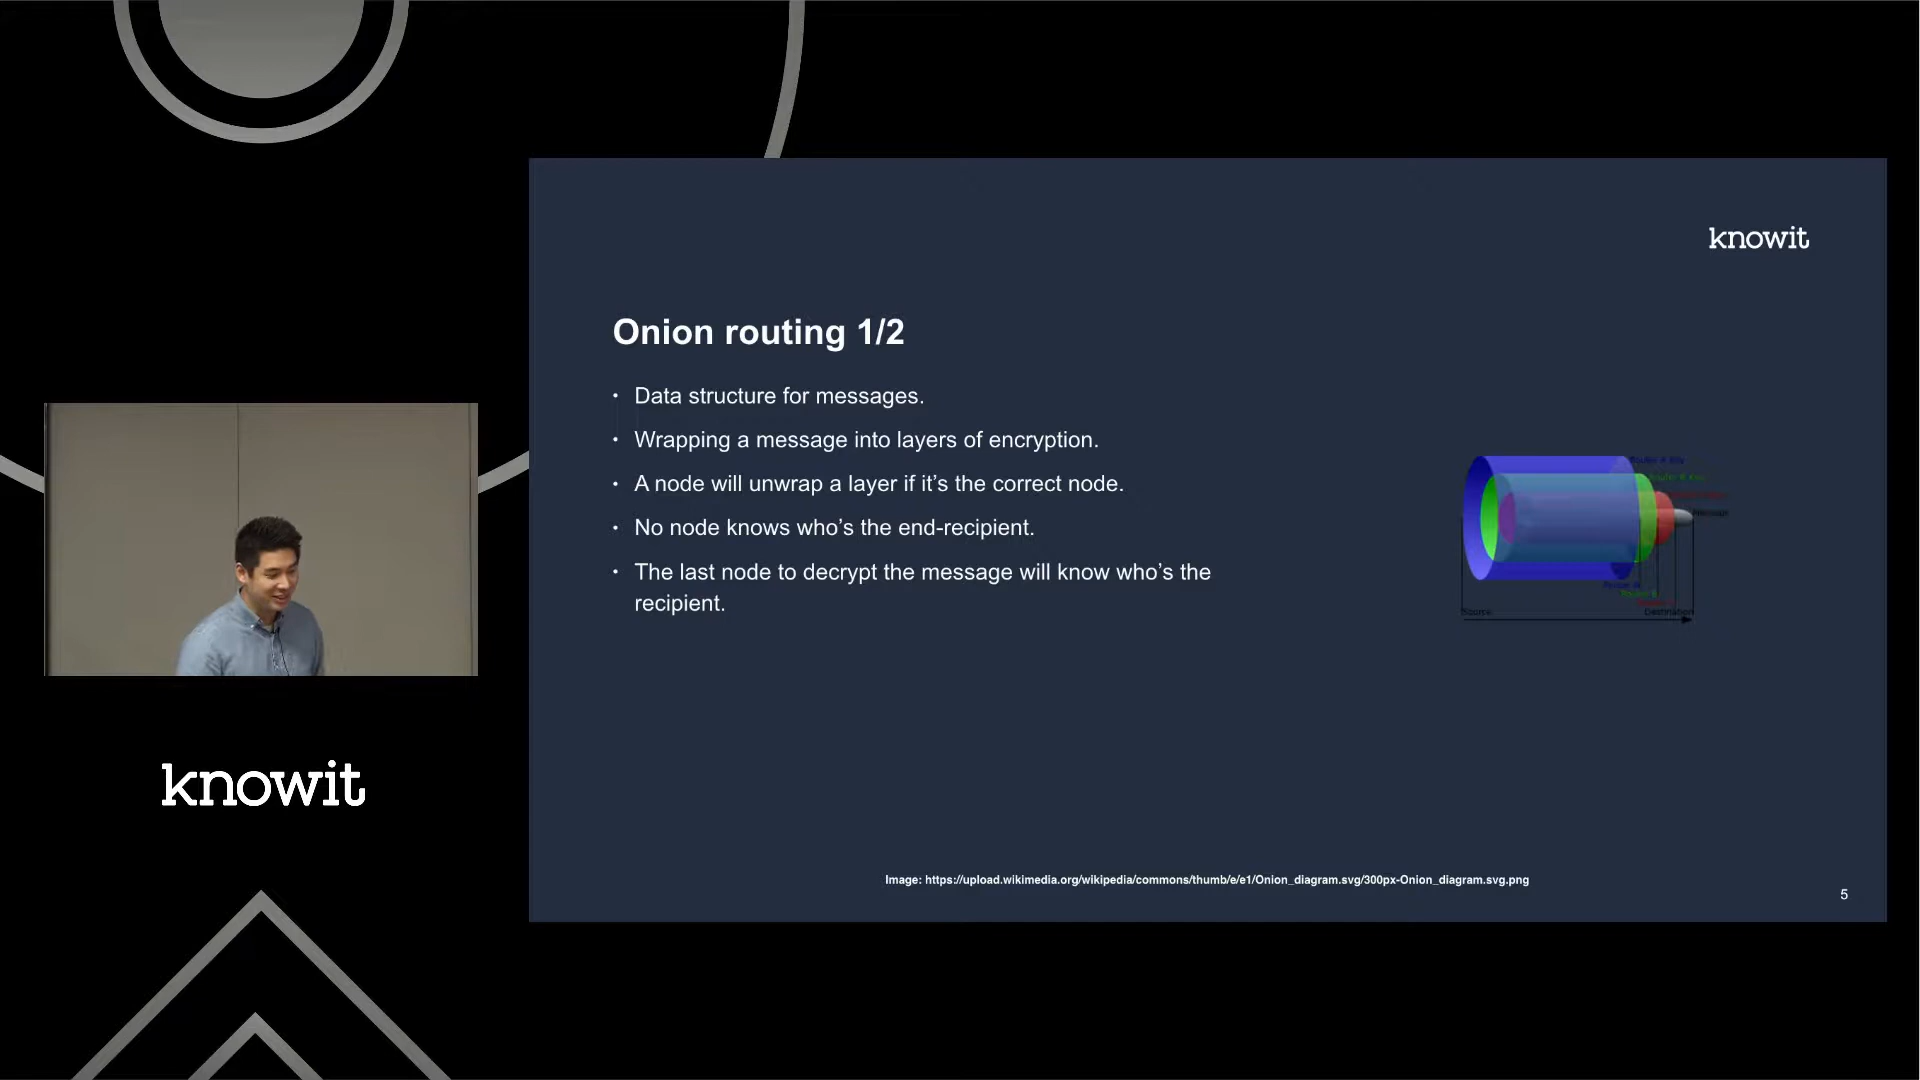 knowit
Onion routing 1/2
• Data structure for messages.
• Wrapping a message into layers of encryption.
• A node will unwrap a layer if it’s the correct node.
• No node knows who’s the end-recipient.
• The last node to decrypt the message will know who’s the
recipient.
Source
Destination
Message
Image: https://upload.wikimedia.org/wikipedia/commons/thumb/e/e1/Onion_diagram.svg/300px-Onion_diagram.svg.png
5
knowit